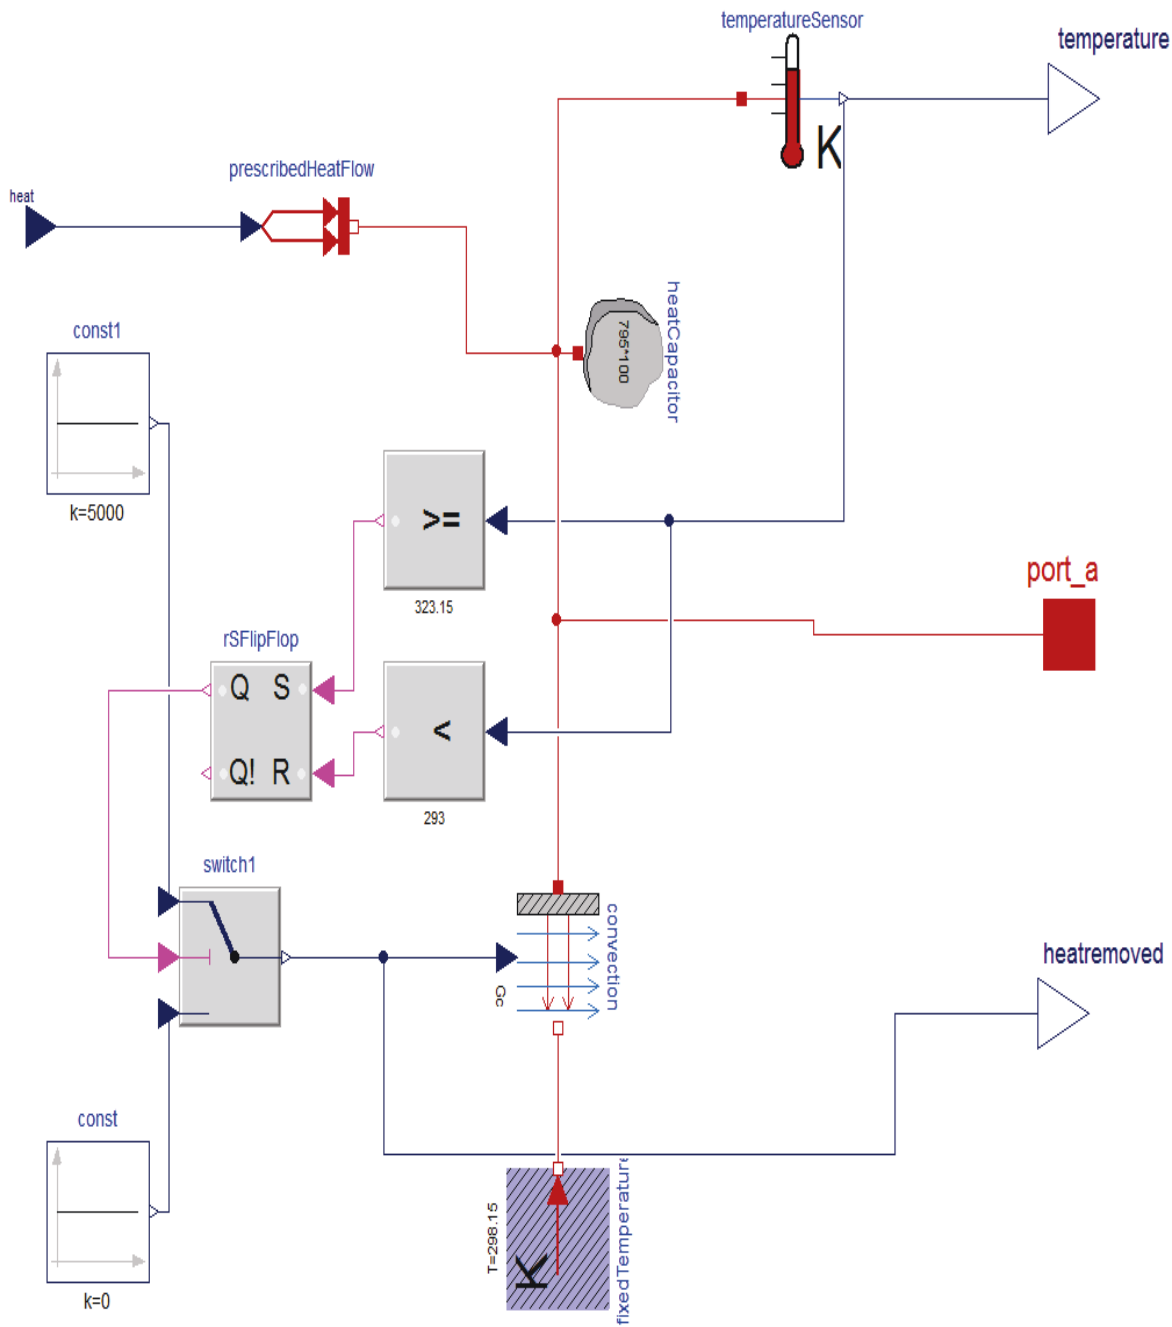 temperatureSensor
temperature
K
prescribedHeatFlow
heat
heatCapacitor
795*100
const1
k=5000
>=
323.15
port_a
rSFlipFlop
Q S
Q! R
<
293
switch1
convection
Gc
heatremoved
const
k=0
T=298.15
K
fixedTemperature